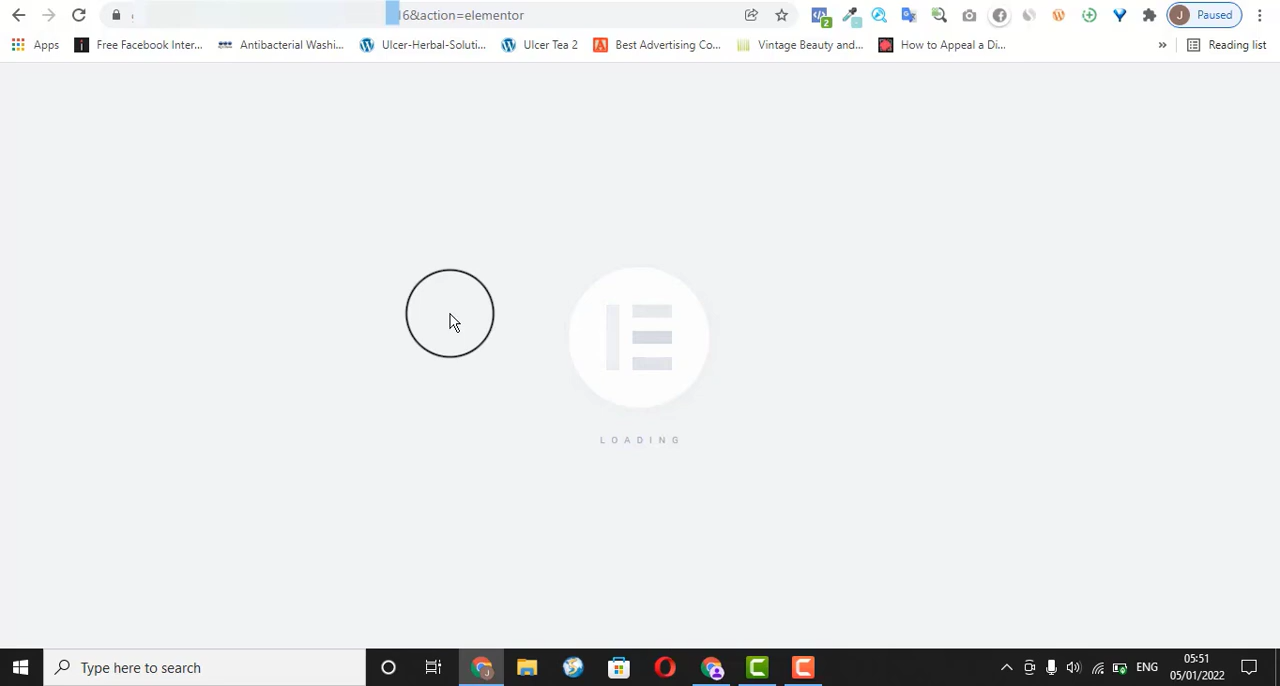 16&action=elementor
2
J
Paused
Apps
Free Facebook Inter...
Antibacterial Washi...
Ulcer-Herbal-Soluti...
Ulcer Tea 2
Best Advertising Co...
Vintage Beauty and...
How to Appeal a Di...
»
Reading list
LOADING
Type here to search
ENG
05:51
05/01/2022